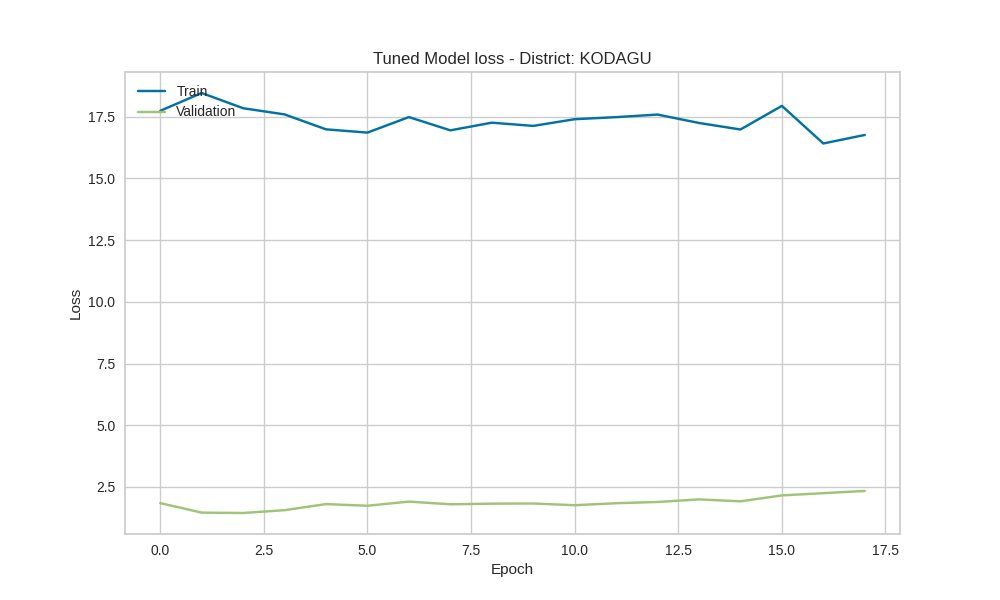 Tuned Model loss - District: KODAGU
Train
Validation
17.5
15.0
12.5
10.0
7.5
5.0
2.5
Loss
0.0 2.5 5.0 7.5 10.0 12.5 15.0 17.5
Epoch